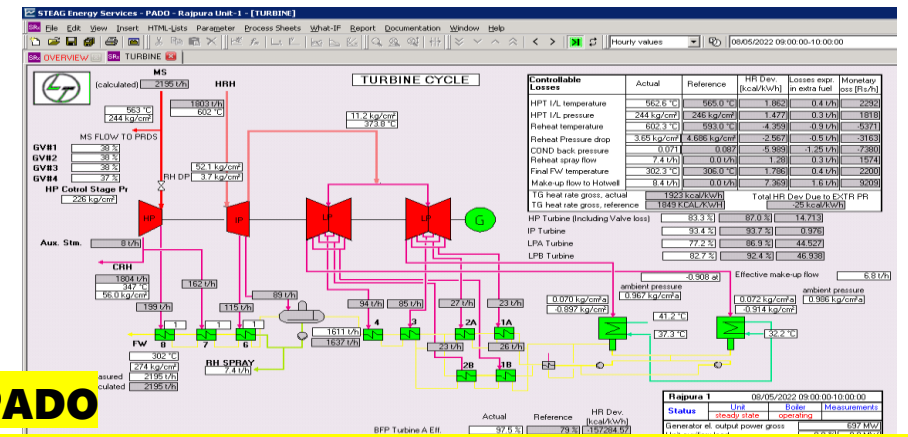 STEAG Energy Services - PADO - Rajpura Unit-1 - [TURBINE]
File Edit View Insert HTML-Lists Parameter Process Sheets What-IF Report Documentation Window Help
Hourly values 08/05/2022 09:00:00-10:00:00
OVERVIEW TURBINE
MS
(calculated) 2195 t/h
HRH
TURBINE CYCLE
563 °C
244 kg/cm²
1803 t/h
602 °C
11.2 kg/cm²
373.8 °C
MS FLOW TO PRDS
GV#1 38 %
GV#2 38 %
GV#3 38 %
GV#4 37 %
HP Cotrol Stage Pr
226 kg/cm²
52.1 kg/cm²
RH DP 3.7 kg/cm²
HP IP LP LP G
Controllable Losses Actual Reference HR Dev. [kcal/kWh] Losses expr. in extra fuel Monetary oss [Rs/h]
HPT I/L temperature 562.6 °C 565.0 °C 1.862 0.4 t/h 2292
HPT I/L pressure 244 kg/cm² 246 kg/cm² 1.477 0.3 t/h 1818
Reheat temperature 602.3 °C 593.0 °C -4.359 -0.9 t/h -5371
Reheat Pressure drop 3.65 kg/cm² 4.686 kg/cm² -2.567 -0.5 t/h -3163
COND back pressure 0.071 0.087 -5.989 -1.25 t/h -7380
Reheat spray flow 7.4 t/h 0.0 t/h 1.28 0.3 t/h 1574
Final FW temperature 302.3 °C 306.0 °C 1.786 0.4 t/h 2200
Make-up flow to Hotwell 8.4 t/h 0.0 t/h 7.369 1.6 t/h 9209
TG heat rate gross, actual 1923 kcal/kWh Total HR Dev Due to EXTR PR
TG heat rate gross, reference 1849 KCAL/KWH -25 kcal/kWh
HP Turbine (Including Valve loss) 83.3 % 87.0 % 14.713
IP Turbine 93.4 % 93.7 % 0.976
LPA Turbine 77.2 % 86.9 % 44.527
LPB Turbine 82.7 % 92.4 % 46.938
Aux. Stm. 8 t/h
CRH
1804 t/h
347 °C
56.0 kg/cm²
162 t/h
199 t/h
115 t/h
89 t/h
94 t/h 85 t/h 27 t/h 23 t/h
-0.908 at Effective make-up flow 6.8 t/h
ambient pressure
0.967 kg/cm²a
ambient pressure
0.986 kg/cm²a
0.070 kg/cm²a
-0.897 kg/cm²
0.072 kg/cm²a
-0.914 kg/cm²
1 1 1
FW 8 7 6
1611 t/h
1637 t/h
4 3 2A 1A
23 t/h 26 t/h
2B 1B
41.2 °C
37.3 °C
32.2 °C
302 °C
274 kg/cm²
asured 2195 t/h
culated 2195 t/h
RH SPRAY
7.4 t/h
PADO
Rajpura 1 08/05/2022 09:00:00-10:00:00
Status Unit Boiler Measurements
steady state operating
Generator el. output power gross 697 MW
Actual Reference HR Dev. [kcal/kWh]
BFP Turbine A Eff. 97.5 % 79 % -157284.57